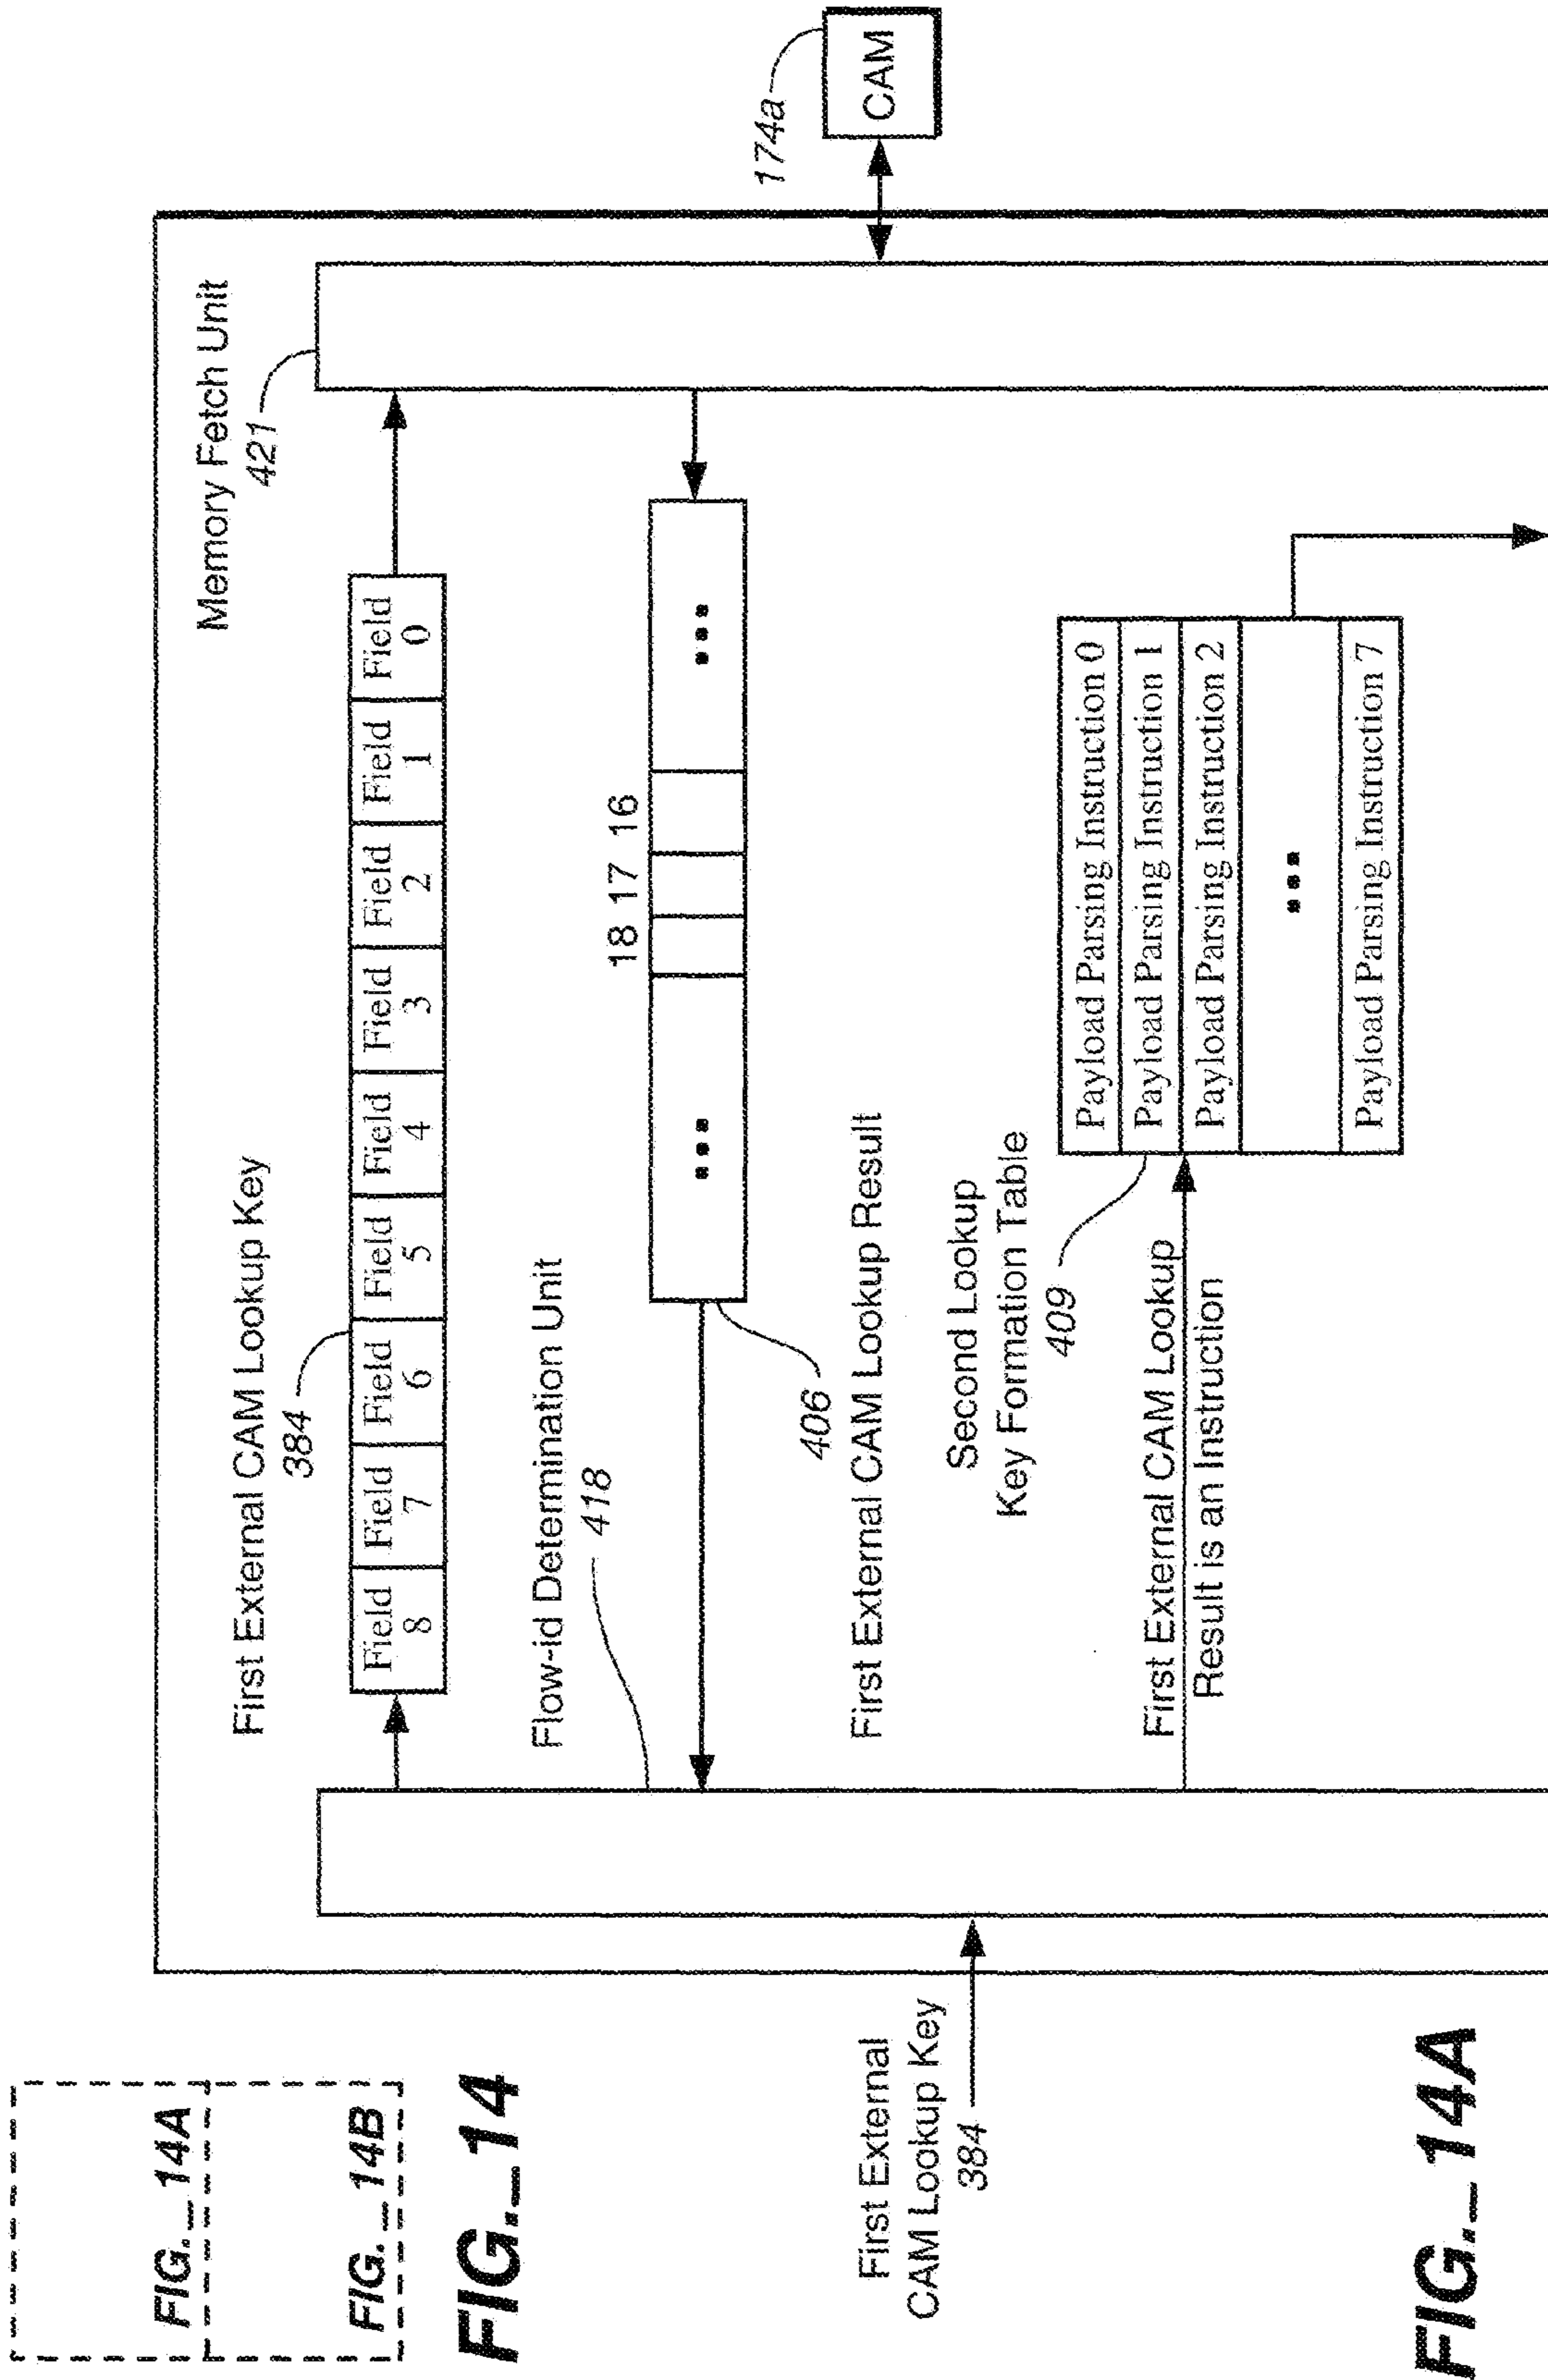 FIG._14A
FIG._14B
FIG._14
First External CAM Lookup Key
384
Field 8
Field 7
Field 6
Field 5
Field 4
Field 3
Field 2
Field 1
Field 0
Memory Fetch Unit
421
174a
CAM
Flow-id Determination Unit
418
18 17 16
...
...
406
First External CAM Lookup Result
First External
CAM Lookup Key
384
Second Lookup
Key Formation Table
409
First External CAM Lookup
Result is an Instruction
Payload Parsing Instruction 0
Payload Parsing Instruction 1
Payload Parsing Instruction 2
...
Payload Parsing Instruction 7
FIG._14A